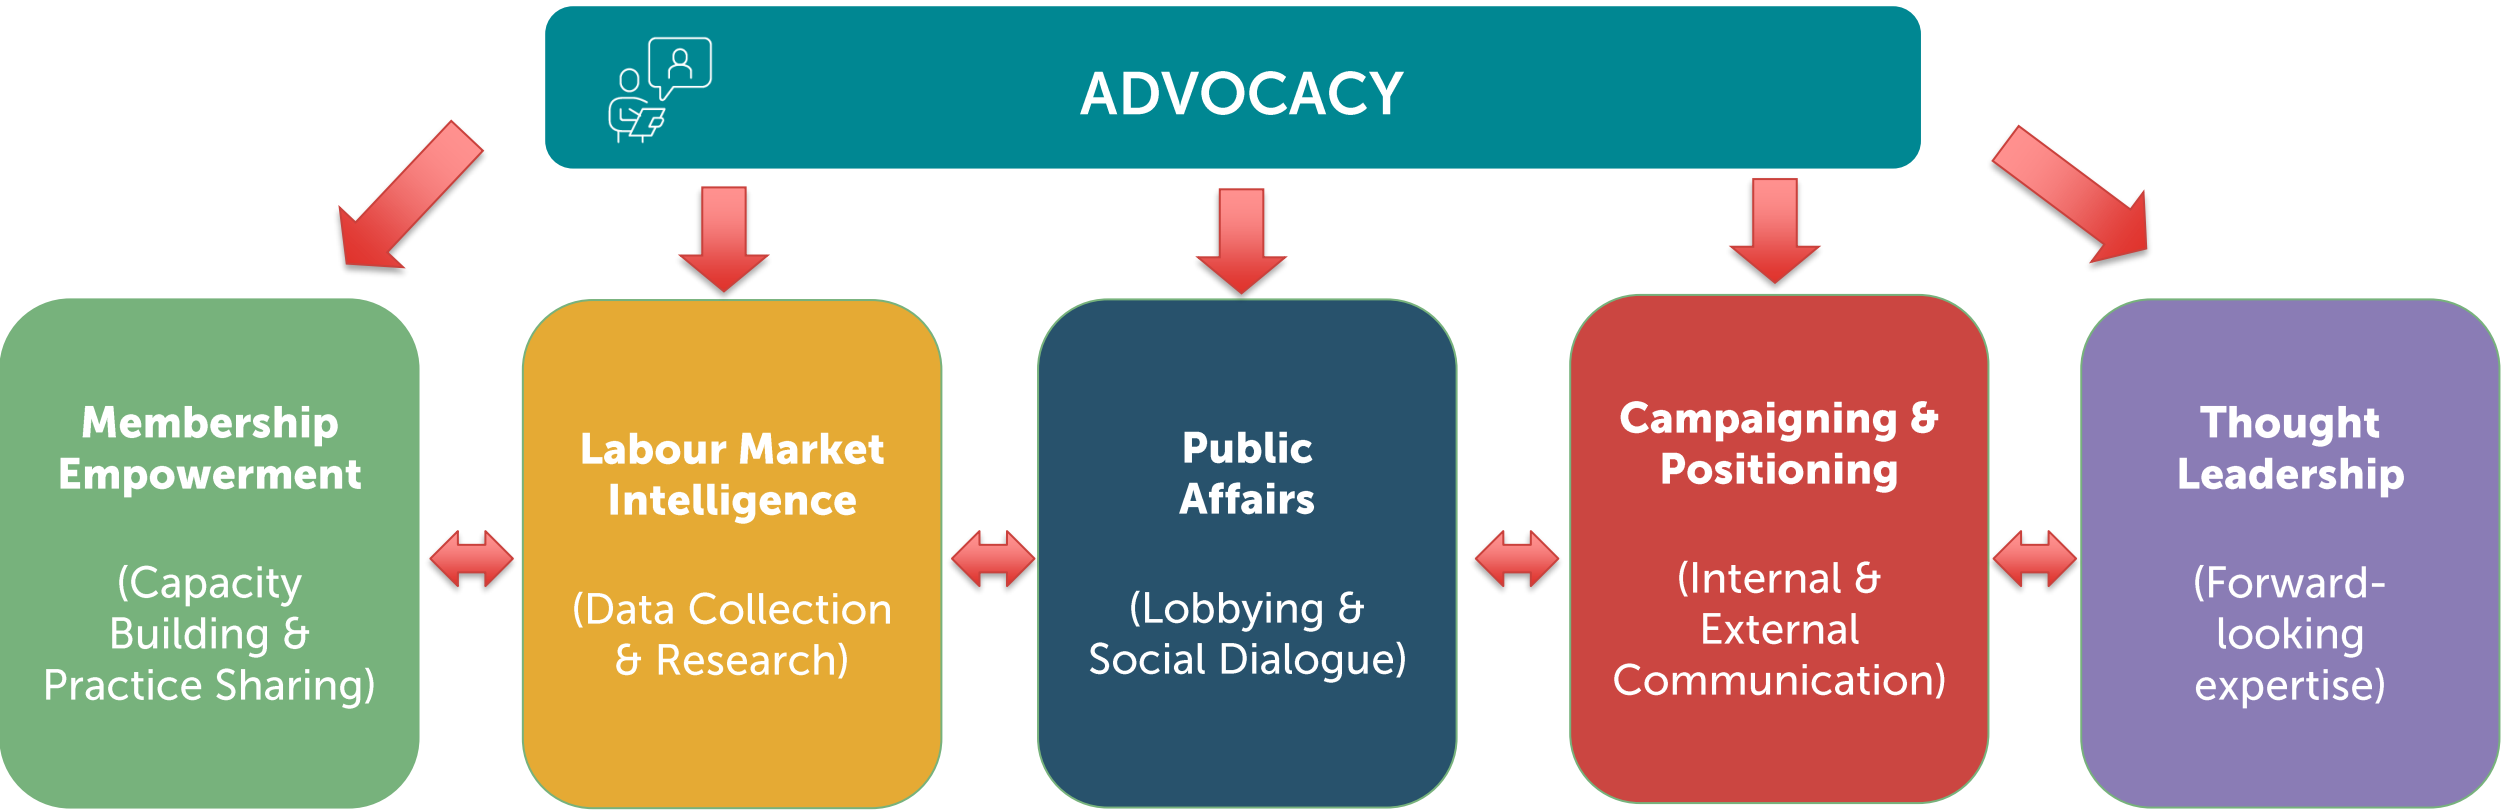 ADVOCACY
Membership
Empowerment
(Capacity
Building &
Practice Sharing)
Labour Market
Intelligence
(Data Collection
& Research)
Public
Affairs
(Lobbying &
Social Dialogue)
Campaigning &
Positioning
(Internal &
External
Communication)
Thought
Leadership
(Forward-
looking
expertise)